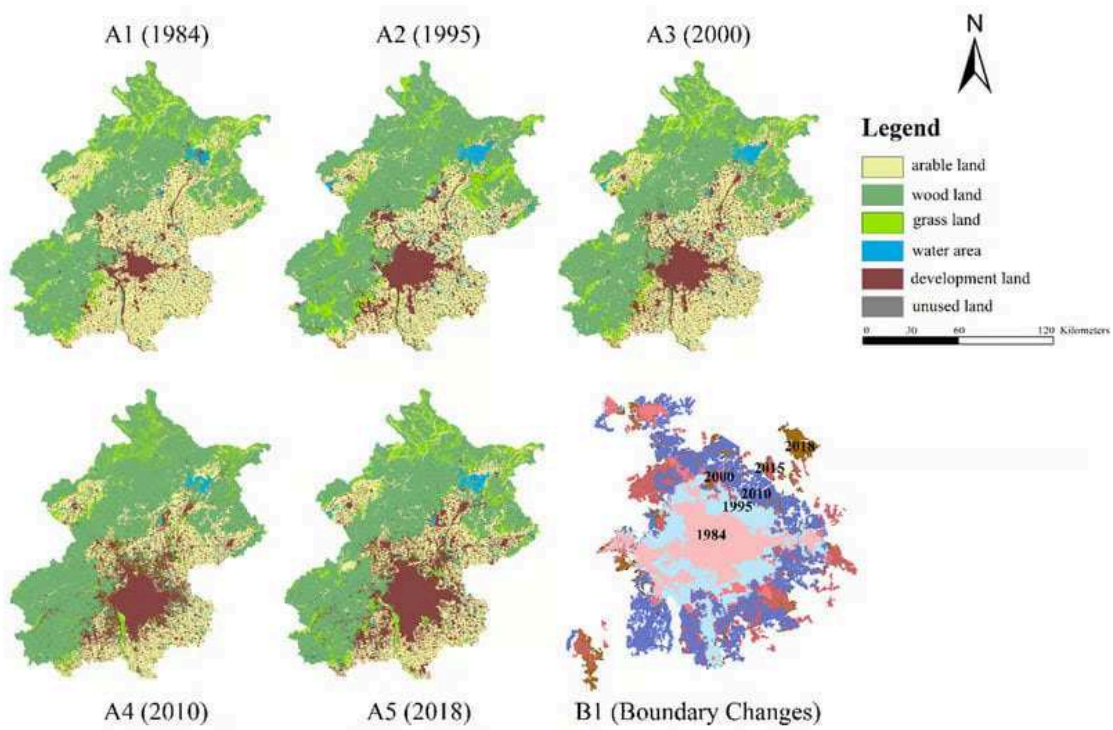 A1 (1984)
A2 (1995)
A3 (2000)
N
Legend
arable land
wood land
grass land
water area
development land
unused land
0 30 60 120 Kilometers
2018
2015
2000
2010
1995
1984
A4 (2010)
A5 (2018)
B1 (Boundary Changes)